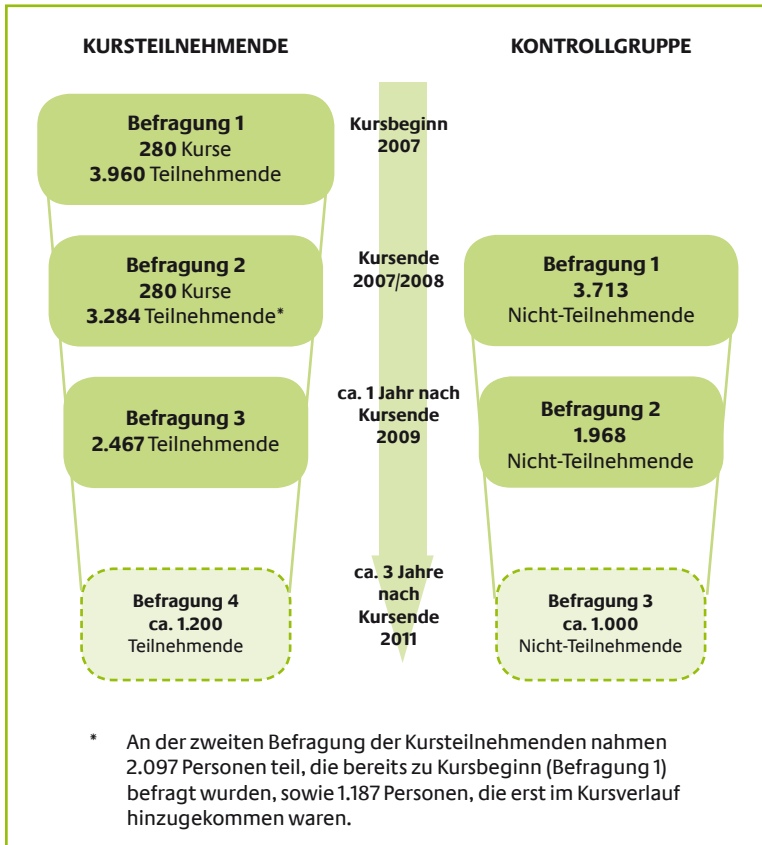 KURSTEILNEHMENDE
KONTROLLGRUPPE
Befragung 1
280 Kurse
3.960 Teilnehmende
Kursbeginn
2007
Befragung 2
280 Kurse
3.284 Teilnehmende*
Kursende
2007/2008
Befragung 1
3.713
Nicht-Teilnehmende
Befragung 3
2.467 Teilnehmende
ca. 1 Jahr nach
Kursende
2009
Befragung 2
1.968
Nicht-Teilnehmende
Befragung 4
ca. 1.200
Teilnehmende
ca. 3 Jahre
nach
Kursende
2011
Befragung 3
ca. 1.000
Nicht-Teilnehmende
* An der zweiten Befragung der Kursteilnehmenden nahmen
2.097 Personen teil, die bereits zu Kursbeginn (Befragung 1)
befragt wurden, sowie 1.187 Personen, die erst im Kursverlauf
hinzugekommen waren.